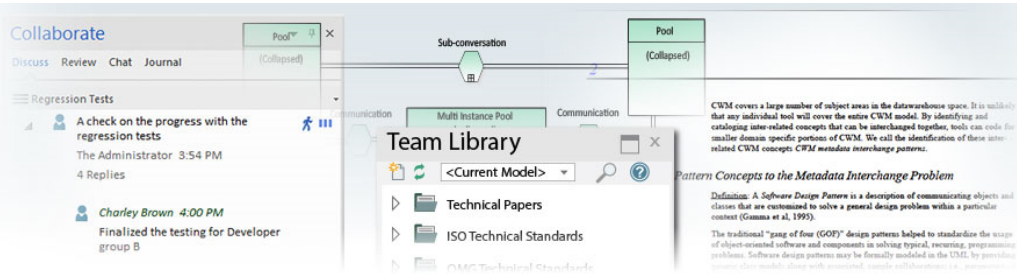 Collaborate
Discuss Review Chat Journal
Regression Tests
A check on the progress with the
regression tests
The Administrator 3:54 PM
4 Replies
Charley Brown 4:00 PM
Finalized the testing for Developer
group B
Pool
(Collapsed)
Sub-conversation
2
Pool
(Collapsed)
Multi Instance Pool
Communication
Team Library
<Current Model>
Technical Papers
ISO Technical Standards
OMG Technical Standards
CWM covers a large number of subject areas in the datawarehouse space. It is unlikely
that any individual tool will cover the entire CWM model. By identifying and
cataloging inter-related concepts that can be interchanged together, tools can code for
smaller domain specific portions of CWM. We call the identification of these inter-
related CWM concepts CWM metadata interchange patterns.
Pattern Concepts to the Metadata Interchange Problem
Definition: A Software Design Pattern is a description of communicating objects and
classes that are customized to solve a general design problem within a particular
context (Gamma et al, 1995).
The traditional "gang of four (GOF)" design patterns helped to standardize the usage
of object-oriented software and components in solving typical, recurring, programming
problems. Software design patterns may be formally modeled in the UML by providing